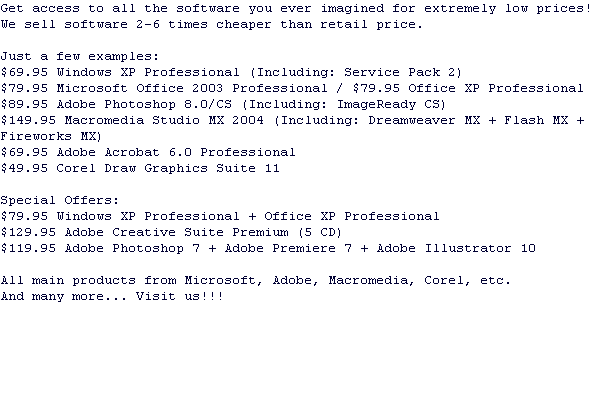 Get access to all the software you ever imagined for extremely low prices!
We sell software 2-6 times cheaper than retail price.
Just a few examples:
$69.95 Windows XP Professional (Including: Service Pack 2)
$79.95 Microsoft Office 2003 Professional / $79.95 Office XP Professional
$89.95 Adobe Photoshop 8.0/CS (Including: ImageReady CS)
$149.95 Macromedia Studio MX 2004 (Including: Dreamweaver MX + Flash MX +
Fireworks MX)
$69.95 Adobe Acrobat 6.0 Professional
$49.95 Corel Draw Graphics Suite 11
Special Offers:
$79.95 Windows XP Professional + Office XP Professional
$129.95 Adobe Creative Suite Premium (5 CD)
$119.95 Adobe Photoshop 7 + Adobe Premiere 7 + Adobe Illustrator 10
All main products from Microsoft, Adobe, Macromedia, Corel, etc.
And many more... Visit us!!!